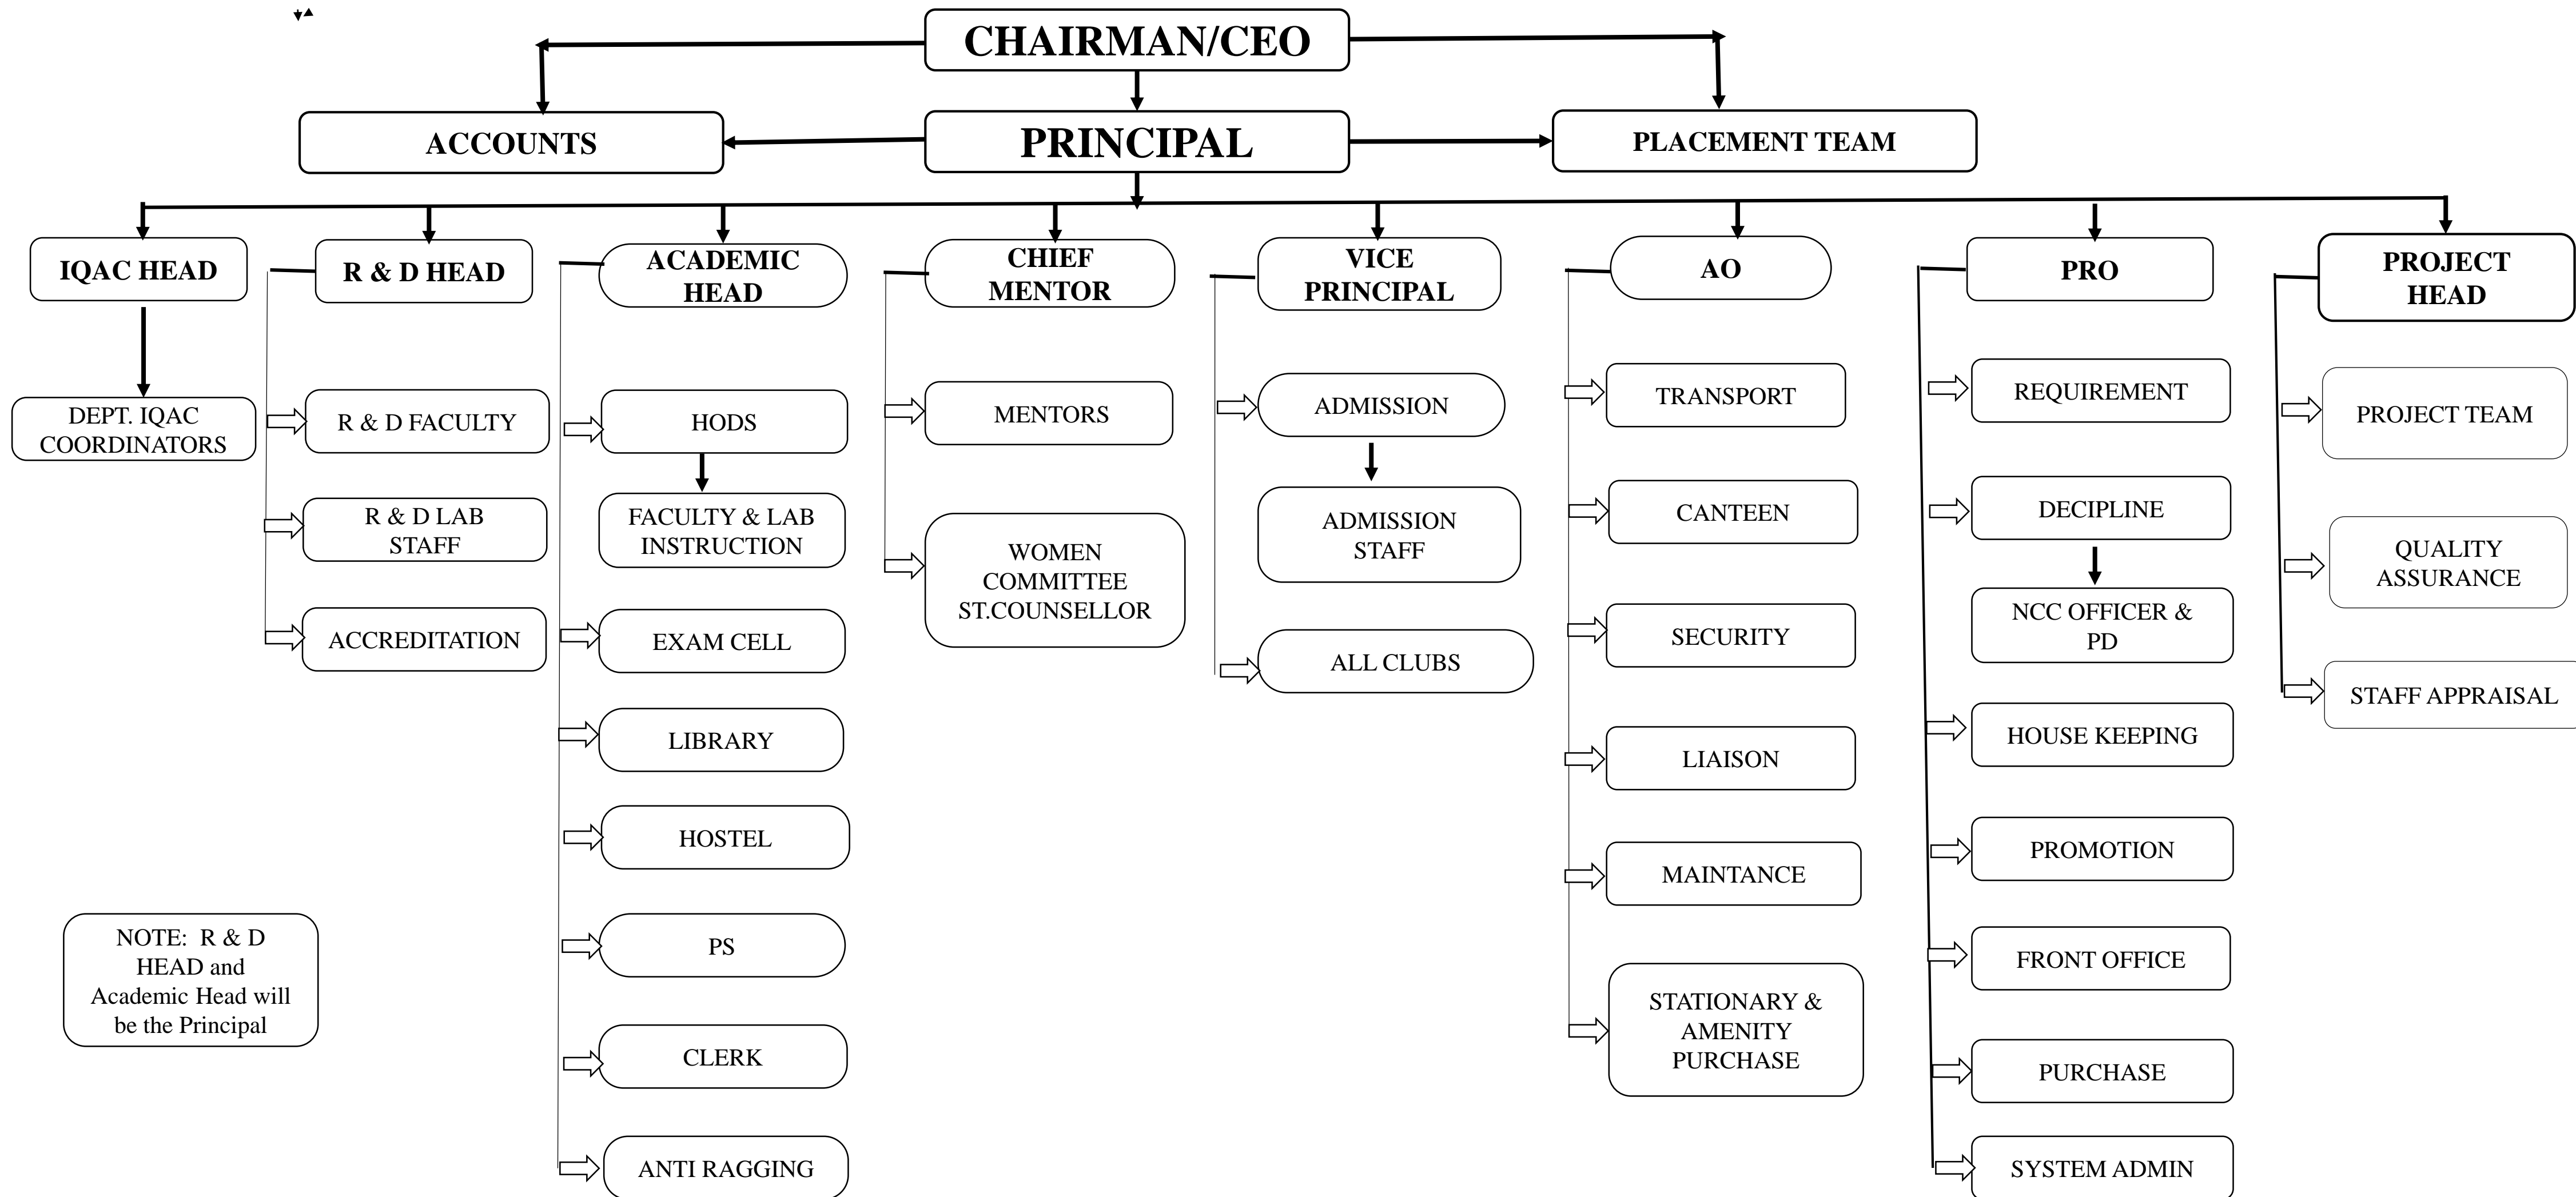 CHAIRMAN/CEO
ACCOUNTS
PRINCIPAL
PLACEMENT TEAM
IQAC HEAD
R & D HEAD
ACADEMIC
HEAD
CHIEF
MENTOR
VICE
PRINCIPAL
AO
PRO
PROJECT
HEAD
DEPT. IQAC
COORDINATORS
R & D FACULTY
R & D LAB
STAFF
ACCREDITATION
HODS
FACULTY & LAB
INSTRUCTION
EXAM CELL
LIBRARY
HOSTEL
PS
CLERK
ANTI RAGGING
MENTORS
WOMEN
COMMITTEE
ST.COUNSELLOR
ADMISSION
ADMISSION
STAFF
ALL CLUBS
TRANSPORT
CANTEEN
SECURITY
LIAISON
MAINTANCE
STATIONARY &
AMENITY
PURCHASE
REQUIREMENT
DECIPLINE
NCC OFFICER &
PD
HOUSE KEEPING
PROMOTION
FRONT OFFICE
PURCHASE
SYSTEM ADMIN
PROJECT TEAM
QUALITY
ASSURANCE
STAFF APPRAISAL
NOTE: R & D
HEAD and
Academic Head will
be the Principal